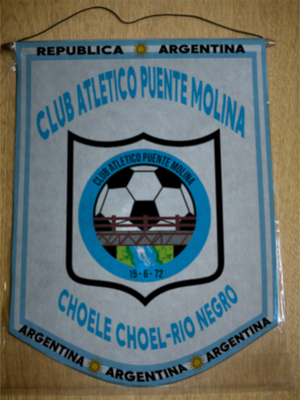 REPUBLICA ARGENTINA
CLUB ATLETICO PUENTE MOLINA
CLUB ATLETICO PUENTE MOLINA
15-6-72
CHOELE CHOEL-RIO NEGRO
ARGENTINA ARGENTINA ARGENTINA